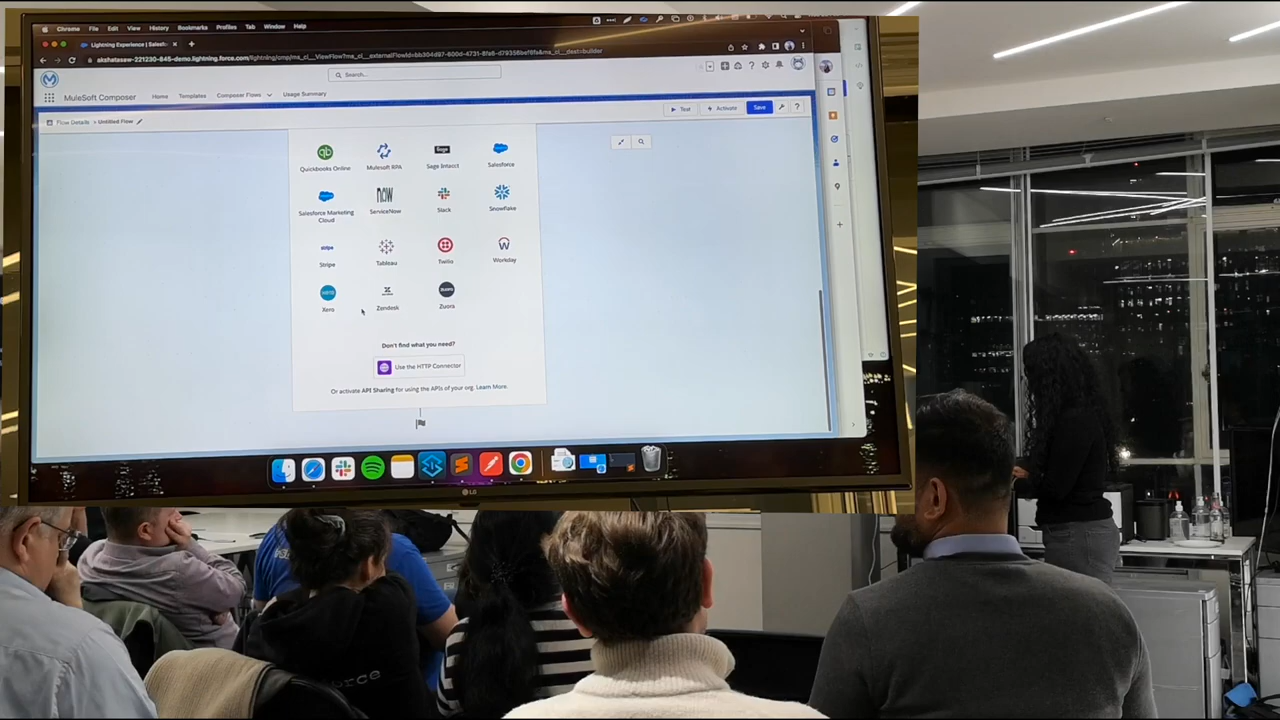 Chrome File Edit View History Bookmarks Profiles Tab Window Help
Lightning Experience | Salesf
Search...
MuleSoft Composer Home Templates Composer Flows Usage Summary
Flow Details > Untitled Flow
Test Activate Save ?
Quickbooks Online Mulesoft RPA Sage Intacct Salesforce
Salesforce Marketing Cloud ServiceNow Slack Snowflake
Stripe Tableau Twilio Workday
Xero Zendesk Zuora
Don't find what you need?
Use the HTTP Connector
Or activate API Sharing for using the APIs of your org. Learn More.
LG